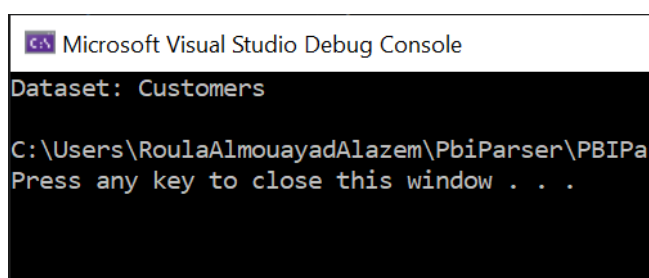 Microsoft Visual Studio Debug Console
Dataset: Customers
C:\Users\RoulaAlmouayadAlazem\PbiParser\PBIPa
Press any key to close this window . . .